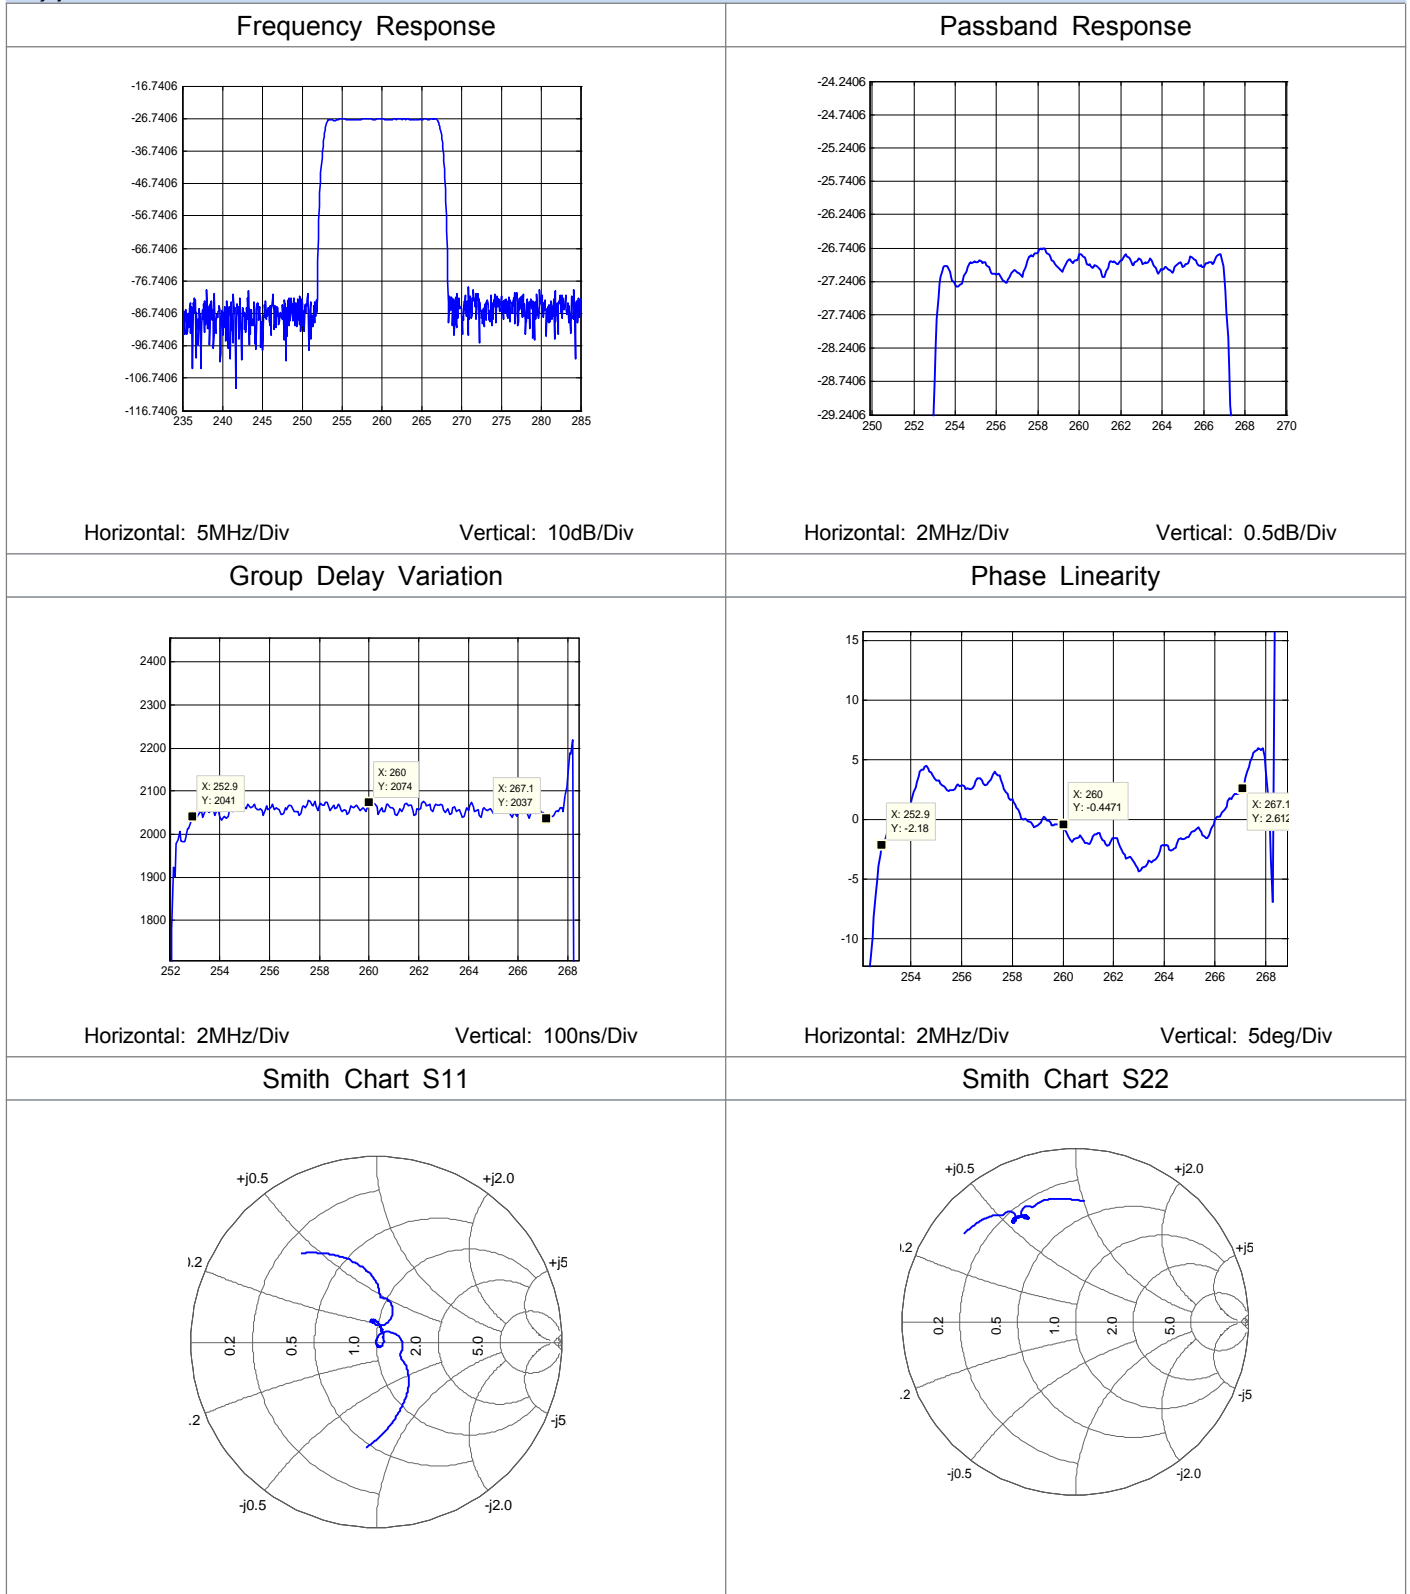 Frequency Response
Passband Response
-16.7406
-26.7406
-36.7406
-46.7406
-56.7406
-66.7406
-76.7406
-86.7406
-96.7406
-106.7406
-116.7406
235 240 245 250 255 260 265 270 275 280 285
-24.2406
-24.7406
-25.2406
-25.7406
-26.2406
-26.7406
-27.2406
-27.7406
-28.2406
-28.7406
-29.2406
250 252 254 256 258 260 262 264 266 268 270
Horizontal: 5MHz/Div Vertical: 10dB/Div
Horizontal: 2MHz/Div Vertical: 0.5dB/Div
Group Delay Variation
Phase Linearity
2400
2300
2200
2100
2000
1900
1800
X: 252.9
Y: 2041
X: 260
Y: 2074
X: 267.1
Y: 2037
252 254 256 258 260 262 264 266 268
15
10
5
0
-5
-10
X: 252.9
Y: -2.18
X: 260
Y: -0.4471
X: 267.1
Y: 2.612
254 256 258 260 262 264 266 268
Horizontal: 2MHz/Div Vertical: 100ns/Div
Horizontal: 2MHz/Div Vertical: 5deg/Div
Smith Chart S11
Smith Chart S22
+j0.5 +j2.0
).2 +j5
0.2 0.5 1.0 2.0 5.0
.2 -j5
-j0.5 -j2.0
+j0.5 +j2.0
).2 +j5
0.2 0.5 1.0 2.0 5.0
.2 -j5
-j0.5 -j2.0